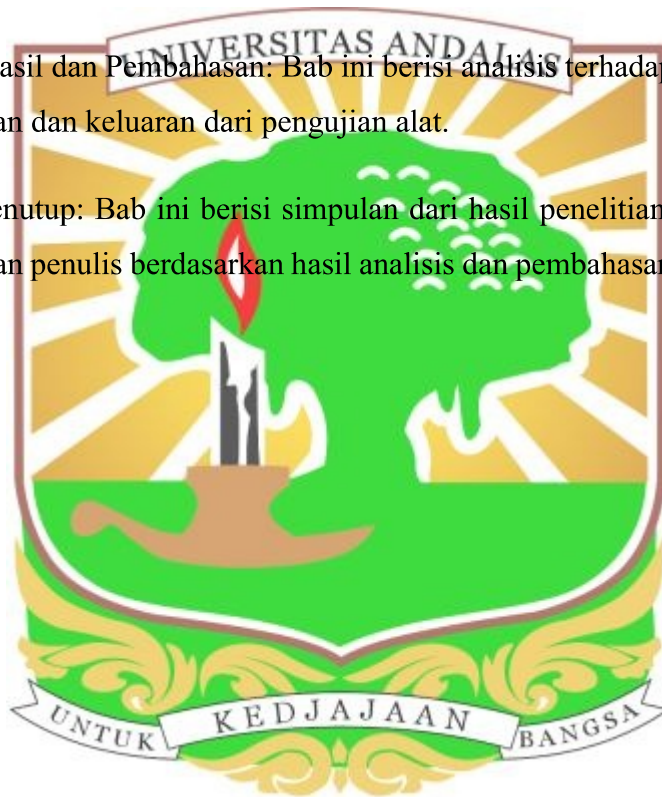 UNIVERSITAS ANDALAS
asil dan Pembahasan: Bab ini berisi analisis terhadap
an dan keluaran dari pengujian alat.
enutup: Bab ini berisi simpulan dari hasil penelitian
an penulis berdasarkan hasil analisis dan pembahasan
UNTUK KEDJAJAAN BANGSA